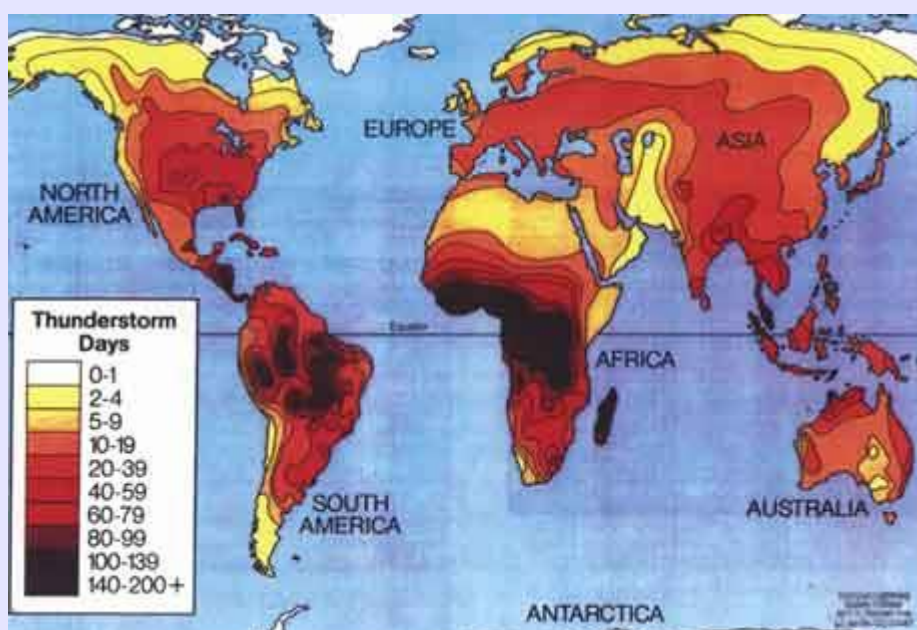 EUROPE
ASIA
NORTH
AMERICA
Thunderstorm
Days
0-1
2-4
5-9
10-19
20-39
40-59
60-79
80-99
100-139
140-200+
Equator
AFRICA
SOUTH
AMERICA
AUSTRALIA
ANTARCTICA